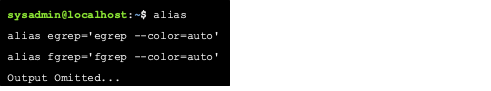 sysadmin@localhost:~$ alias
alias egrep='egrep --color=auto'
alias fgrep='fgrep --color=auto'
Output Omitted...